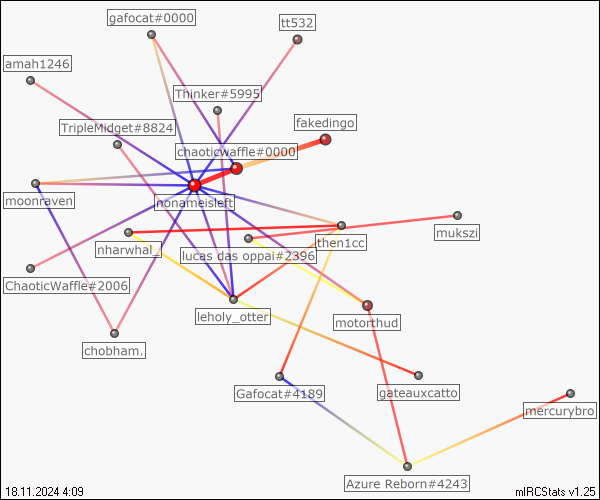 gafocat#0000
tt532
amah1246
Thinker#5995
fakedingo
TripleMidget#8824
chaoticwaffle#0000
moonraven
nonameisleft
mukszi
then1cc
nharwhal_
lucas das oppai#2396
ChaoticWaffle#2006
leholy_otter
motorthud
chobham.
Gafocat#4189
gateauxcatto
mercurybro
Azure Reborn#4243
18.11.2024 4:09
mIRCStats v1.25